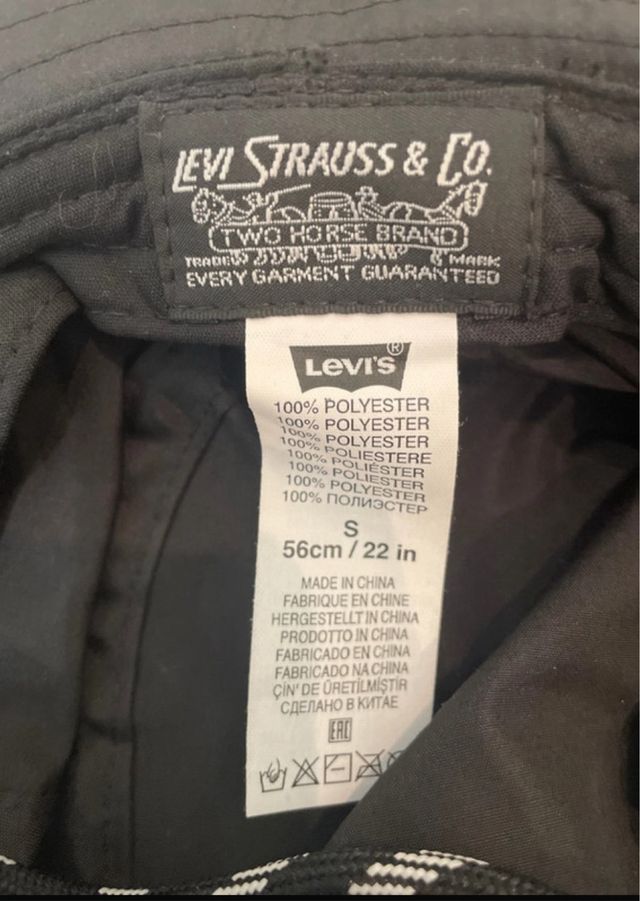 LEVI STRAUSS & CO.
TWO HORSE BRAND
TRADE MARK
EVERY GARMENT GUARANTEED
LEVI'S®
100% POLYESTER
100% POLYESTER
100% POLYESTER
100% POLIESTERE
100% POLIÉSTER
100% POLIESTER
100% POLYESTER
100% ПОЛИЭСТЕР
S
56cm / 22 in
MADE IN CHINA
FABRIQUE EN CHINE
HERGESTELLT IN CHINA
PRODOTTO IN CHINA
FABRICADO EN CHINA
FABRICADO NA CHINA
ÇİN' DE ÜRETİLMİŞTİR
СДЕЛАНО В КИТАЕ
EAC